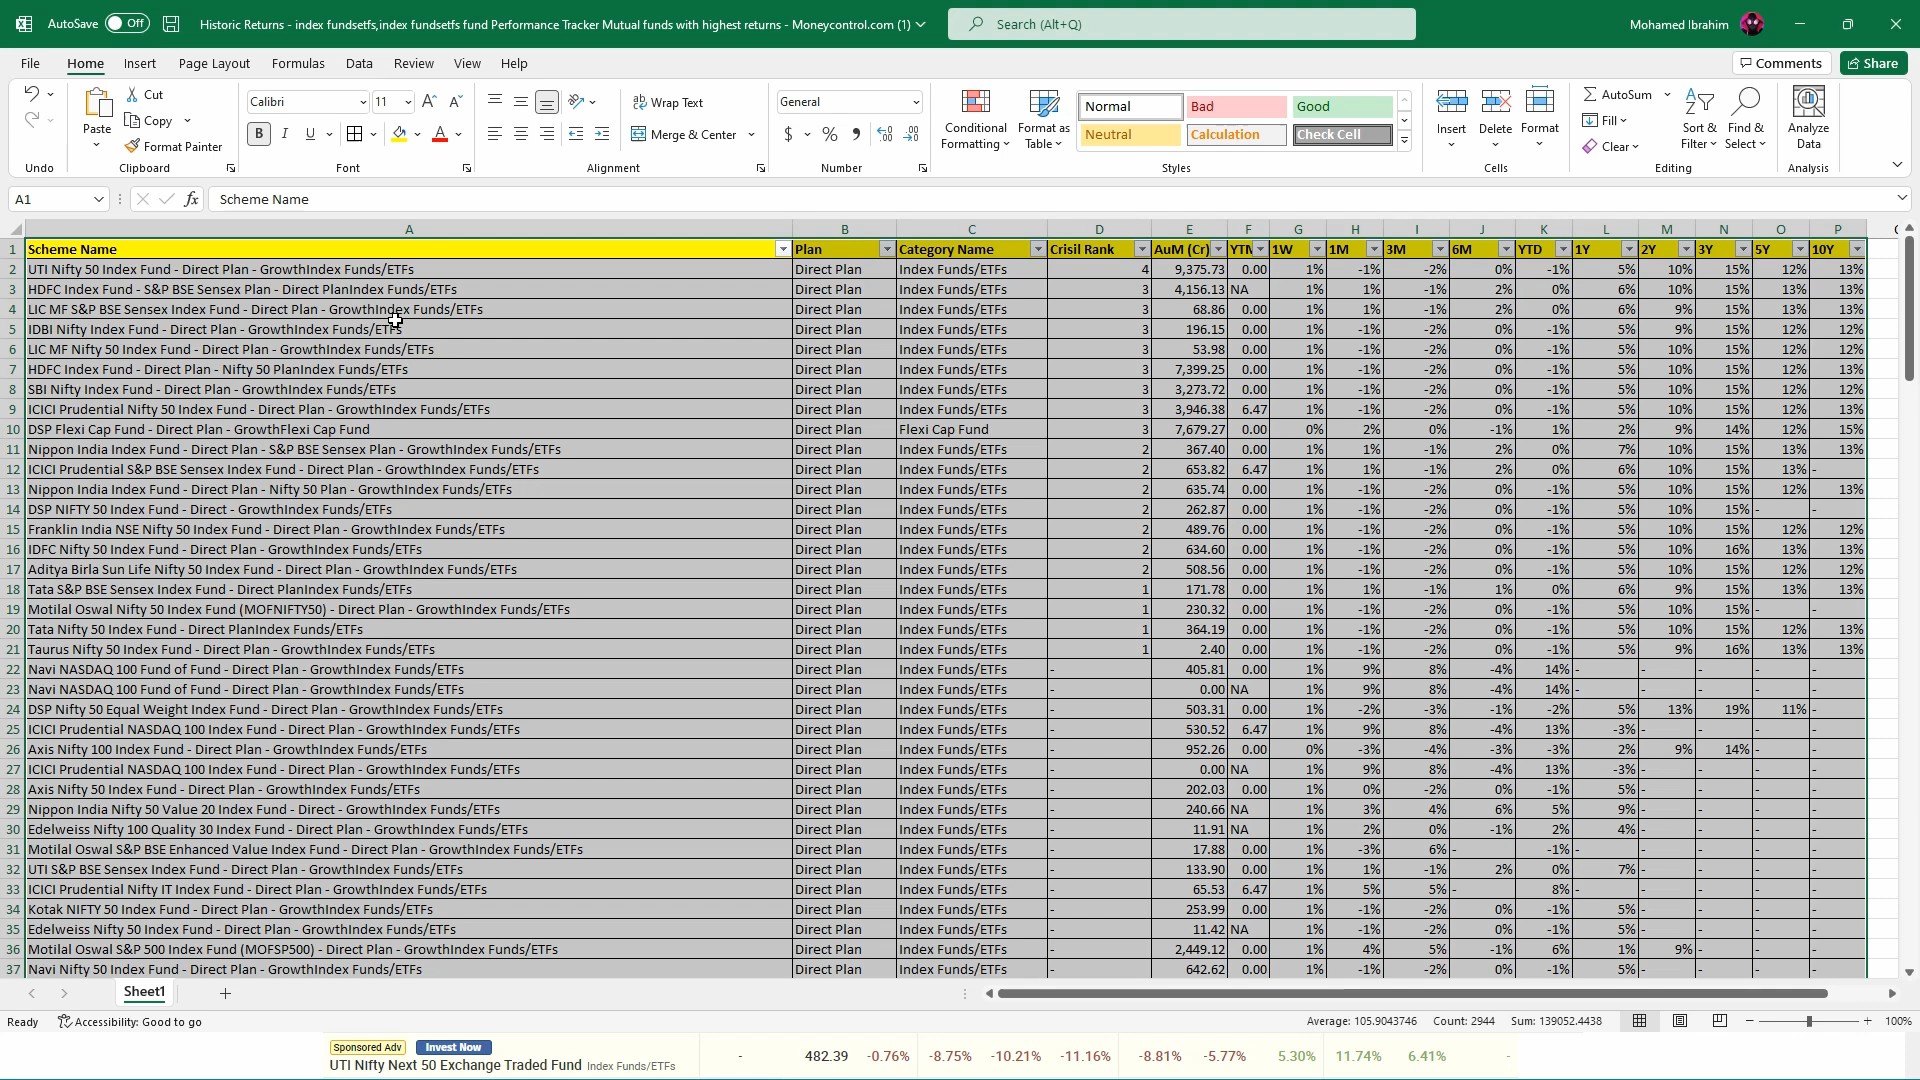 AutoSave Off Historic Returns - index fundsetfs,index fundsetfs fund Performance Tracker Mutual funds with highest returns - Moneycontrol.com (1) Search (Alt+Q) Mohamed Ibrahim
File Home Insert Page Layout Formulas Data Review View Help Comments Share
Cut Calibri 11 Wrap Text General Normal Bad Good AutoSum
Paste Copy Format Painter B I U Merge & Center $ % Conditional Formatting Format as Table Neutral Calculation Check Cell Insert Delete Format Fill Clear Sort & Filter Find & Select Analyze Data
Undo Clipboard Font Alignment Number Styles Cells Editing Analysis
A1 fx Scheme Name
A B C D E F G H I J K L M N O P
1 Scheme Name Plan Category Name Crisil Rank AuM (Cr) YTM 1W 1M 3M 6M YTD 1Y 2Y 3Y 5Y 10Y
2 UTI Nifty 50 Index Fund - Direct Plan - GrowthIndex Funds/ETFs Direct Plan Index Funds/ETFs 4 9,375.73 0.00 1% -1% -2% 0% -1% 5% 10% 15% 12% 13%
3 HDFC Index Fund - S&P BSE Sensex Plan - Direct PlanIndex Funds/ETFs Direct Plan Index Funds/ETFs 3 4,156.13 NA 1% 1% -1% 2% 0% 6% 10% 15% 13% 13%
4 LIC MF S&P BSE Sensex Index Fund - Direct Plan - GrowthIndex Funds/ETFs Direct Plan Index Funds/ETFs 3 68.86 0.00 1% 1% -1% 2% 0% 6% 9% 15% 13% 13%
5 IDBI Nifty Index Fund - Direct Plan - GrowthIndex Funds/ETFs Direct Plan Index Funds/ETFs 3 196.15 0.00 1% -1% -2% 0% -1% 5% 9% 15% 12% 12%
6 LIC MF Nifty 50 Index Fund - Direct Plan - GrowthIndex Funds/ETFs Direct Plan Index Funds/ETFs 3 53.98 0.00 1% -1% -2% 0% -1% 5% 10% 15% 12% 12%
7 HDFC Index Fund - Direct Plan - Nifty 50 PlanIndex Funds/ETFs Direct Plan Index Funds/ETFs 3 7,399.25 0.00 1% -1% -2% 0% -1% 5% 10% 15% 12% 13%
8 SBI Nifty Index Fund - Direct Plan - GrowthIndex Funds/ETFs Direct Plan Index Funds/ETFs 3 3,273.72 0.00 1% -1% -2% 0% -1% 5% 10% 15% 12% 12%
9 ICICI Prudential Nifty 50 Index Fund - Direct Plan - GrowthIndex Funds/ETFs Direct Plan Index Funds/ETFs 3 3,946.38 6.47 1% -1% -2% 0% -1% 5% 10% 15% 12% 13%
10 DSP Flexi Cap Fund - Direct Plan - GrowthFlexi Cap Fund Direct Plan Flexi Cap Fund 3 7,679.27 0.00 0% 2% 0% -1% 1% 2% 9% 14% 12% 15%
11 Nippon India Index Fund - Direct Plan - S&P BSE Sensex Plan - GrowthIndex Funds/ETFs Direct Plan Index Funds/ETFs 2 367.40 0.00 1% 1% -1% 2% 0% 7% 10% 15% 13% 13%
12 ICICI Prudential S&P BSE Sensex Index Fund - Direct Plan - GrowthIndex Funds/ETFs Direct Plan Index Funds/ETFs 2 653.82 6.47 1% 1% -1% 2% 0% 6% 10% 15% 13% -
13 Nippon India Index Fund - Direct Plan - Nifty 50 Plan - GrowthIndex Funds/ETFs Direct Plan Index Funds/ETFs 2 635.74 0.00 1% -1% -2% 0% -1% 5% 10% 15% 12% 13%
14 DSP NIFTY 50 Index Fund - Direct - GrowthIndex Funds/ETFs Direct Plan Index Funds/ETFs 2 262.87 0.00 1% -1% -2% 0% -1% 5% 10% 15% - -
15 Franklin India NSE Nifty 50 Index Fund - Direct Plan - GrowthIndex Funds/ETFs Direct Plan Index Funds/ETFs 2 489.76 0.00 1% -1% -2% 0% -1% 5% 10% 15% 12% 12%
16 IDFC Nifty 50 Index Fund - Direct Plan - GrowthIndex Funds/ETFs Direct Plan Index Funds/ETFs 2 634.60 0.00 1% -1% -2% 0% -1% 5% 10% 16% 13% 13%
17 Aditya Birla Sun Life Nifty 50 Index Fund - Direct Plan - GrowthIndex Funds/ETFs Direct Plan Index Funds/ETFs 2 508.56 0.00 1% -1% -2% 0% -1% 5% 10% 15% 12% 12%
18 Tata S&P BSE Sensex Index Fund - Direct PlanIndex Funds/ETFs Direct Plan Index Funds/ETFs 1 171.78 0.00 1% 1% -1% 1% 0% 6% 9% 15% 13% 13%
19 Motilal Oswal Nifty 50 Index Fund (MOFNIFTY50) - Direct Plan - GrowthIndex Funds/ETFs Direct Plan Index Funds/ETFs 1 230.32 0.00 1% -1% -2% 0% -1% 5% 10% 15% - -
20 Tata Nifty 50 Index Fund - Direct PlanIndex Funds/ETFs Direct Plan Index Funds/ETFs 1 364.19 0.00 1% -1% -2% 0% -1% 5% 10% 15% 12% 13%
21 Taurus Nifty 50 Index Fund - Direct Plan - GrowthIndex Funds/ETFs Direct Plan Index Funds/ETFs 1 2.40 0.00 1% -1% -2% 0% -1% 5% 9% 16% 13% 13%
22 Navi NASDAQ 100 Fund of Fund - Direct Plan - GrowthIndex Funds/ETFs Direct Plan Index Funds/ETFs - 405.81 0.00 1% 9% 8% -4% 14% - - - - -
23 Navi NASDAQ 100 Fund of Fund - Direct Plan - GrowthIndex Funds/ETFs Direct Plan Index Funds/ETFs - 0.00 NA 1% 9% 8% -4% 14% - - - - -
24 DSP Nifty 50 Equal Weight Index Fund - Direct Plan - GrowthIndex Funds/ETFs Direct Plan Index Funds/ETFs - 503.31 0.00 1% -2% -3% -1% -2% 5% 13% 19% 11% -
25 ICICI Prudential NASDAQ 100 Index Fund - Direct Plan - GrowthIndex Funds/ETFs Direct Plan Index Funds/ETFs - 530.52 6.47 1% 9% 8% -4% 13% -3% - - - -
26 Axis Nifty 100 Index Fund - Direct Plan - GrowthIndex Funds/ETFs Direct Plan Index Funds/ETFs - 952.26 0.00 0% -3% -4% -3% -3% 2% 9% 14% - -
27 ICICI Prudential NASDAQ 100 Index Fund - Direct Plan - GrowthIndex Funds/ETFs Direct Plan Index Funds/ETFs - 0.00 NA 1% 9% 8% -4% 13% -3% - - - -
28 Axis Nifty 50 Index Fund - Direct Plan - GrowthIndex Funds/ETFs Direct Plan Index Funds/ETFs - 202.03 0.00 1% 0% -2% 0% -1% 5% - - - -
29 Nippon India Nifty 50 Value 20 Index Fund - Direct - GrowthIndex Funds/ETFs Direct Plan Index Funds/ETFs - 240.66 NA 1% 3% 4% 6% 5% 9% - - - -
30 Edelweiss Nifty 100 Quality 30 Index Fund - Direct Plan - GrowthIndex Funds/ETFs Direct Plan Index Funds/ETFs - 11.91 NA 1% 2% 0% -1% 2% 4% - - - -
31 Motilal Oswal S&P BSE Enhanced Value Index Fund - Direct Plan - GrowthIndex Funds/ETFs Direct Plan Index Funds/ETFs - 17.88 0.00 1% -3% 6% - -1% - - - - -
32 UTI S&P BSE Sensex Index Fund - Direct Plan - GrowthIndex Funds/ETFs Direct Plan Index Funds/ETFs - 133.90 0.00 1% 1% -1% 2% 0% 7% - - - -
33 ICICI Prudential Nifty IT Index Fund - Direct Plan - GrowthIndex Funds/ETFs Direct Plan Index Funds/ETFs - 65.53 6.47 1% 5% 5% - 8% - - - - -
34 Kotak NIFTY 50 Index Fund - Direct Plan - GrowthIndex Funds/ETFs Direct Plan Index Funds/ETFs - 253.99 0.00 1% -1% -2% 0% -1% 5% - - - -
35 Edelweiss Nifty 50 Index Fund - Direct Plan - GrowthIndex Funds/ETFs Direct Plan Index Funds/ETFs - 11.42 NA 1% -1% -2% 0% -1% 5% - - - -
36 Motilal Oswal S&P 500 Index Fund (MOFSP500) - Direct Plan - GrowthIndex Funds/ETFs Direct Plan Index Funds/ETFs - 2,449.12 0.00 1% 4% 5% -1% 6% 1% 9% - - -
37 Navi Nifty 50 Index Fund - Direct Plan - GrowthIndex Funds/ETFs Direct Plan Index Funds/ETFs - 642.62 0.00 1% -1% -2% 0% -1% 5% - - - -
Sheet1
Ready Accessibility: Good to go Average: 105.9043746 Count: 2944 Sum: 139052.4438 100%
Sponsored Adv Invest Now
UTI Nifty Next 50 Exchange Traded Fund Index Funds/ETFs - 482.39 -0.76% -8.75% -10.21% -11.16% -8.81% -5.77% 5.30% 11.74% 6.41% -